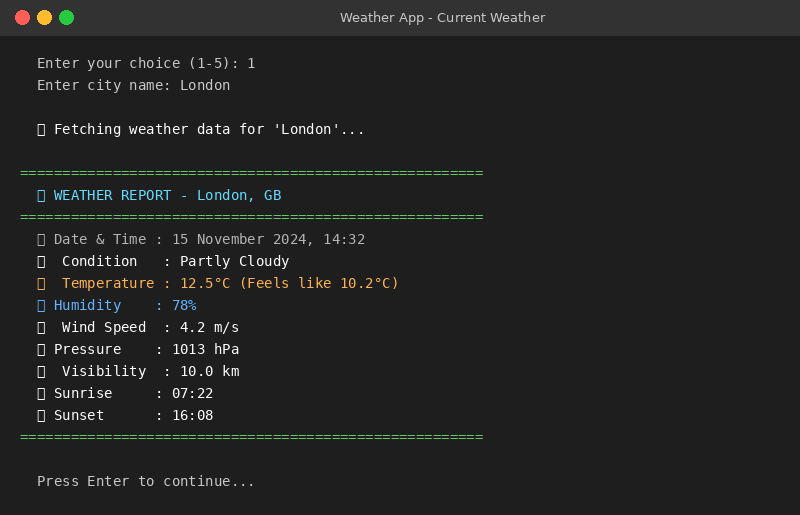 Weather App - Current Weather
Enter your choice (1-5): 1
Enter city name: London
Fetching weather data for 'London'...
=======================================================
WEATHER REPORT - London, GB
=======================================================
Date & Time : 15 November 2024, 14:32
Condition   : Partly Cloudy
Temperature : 12.5°C (Feels like 10.2°C)
Humidity    : 78%
Wind Speed  : 4.2 m/s
Pressure    : 1013 hPa
Visibility  : 10.0 km
Sunrise     : 07:22
Sunset      : 16:08
=======================================================
Press Enter to continue...